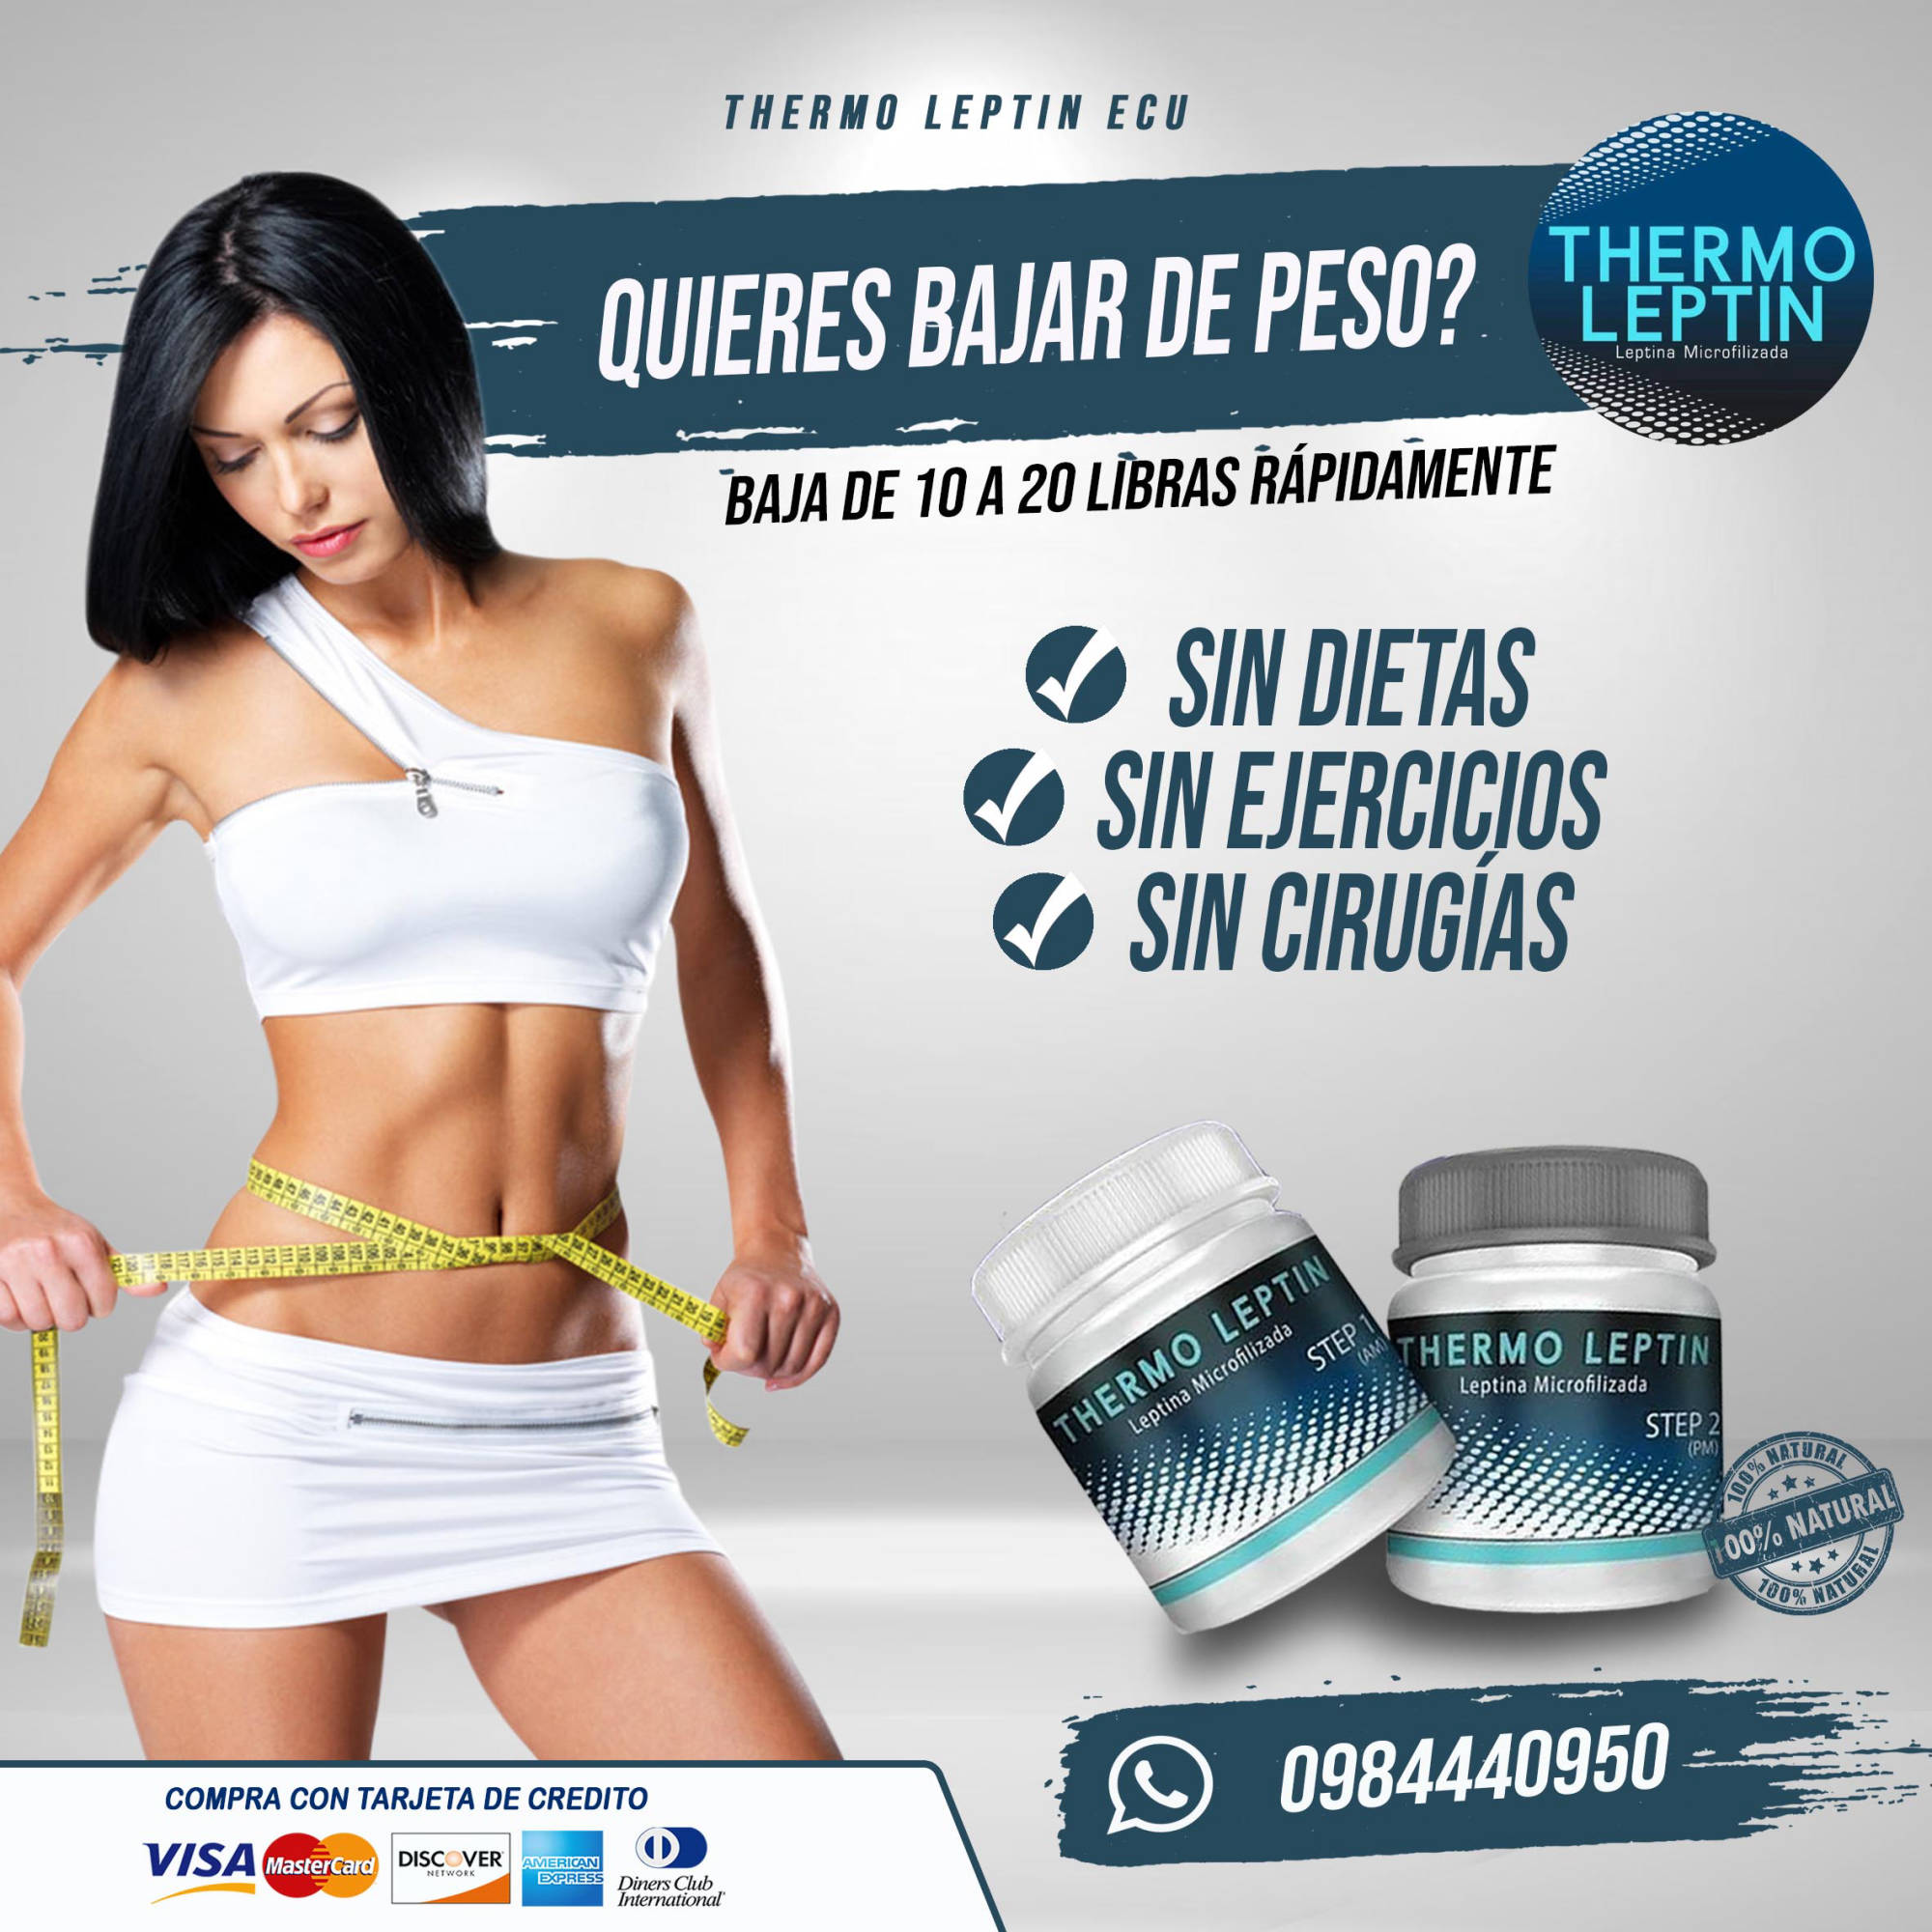 THERMO LEPTIN ECU
QUIERES BAJAR DE PESO?
THERMO
LEPTIN
Leptina Microfilizada
BAJA DE 10 A 20 LIBRAS RÁPIDAMENTE
SIN DIETAS
SIN EJERCICIOS
SIN CIRUGÍAS
THERMO LEPTIN
Leptina Microfilizada
STEP 1
(AM)
THERMO LEPTIN
Leptina Microfilizada
STEP 2
(PM)
100% NATURAL
100% NATURAL
100% NATURAL
0984440950
COMPRA CON TARJETA DE CREDITO
VISA
MasterCard
DISCOVER
NETWORK
AMERICAN
EXPRESS
Diners Club
International